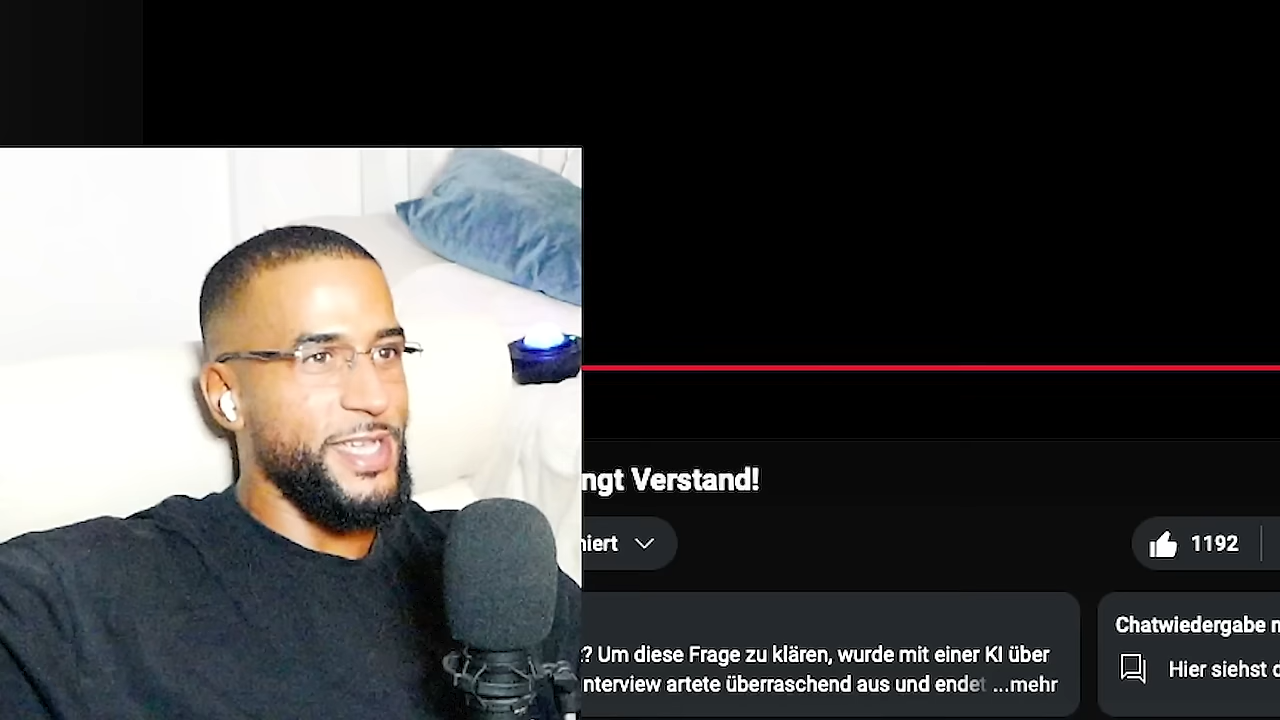 ngt Verstand!
niert
1192
? Um diese Frage zu klären, wurde mit einer KI über
nterview artete überraschend aus und endet ...mehr
Chatwiedergabe
Hier siehst